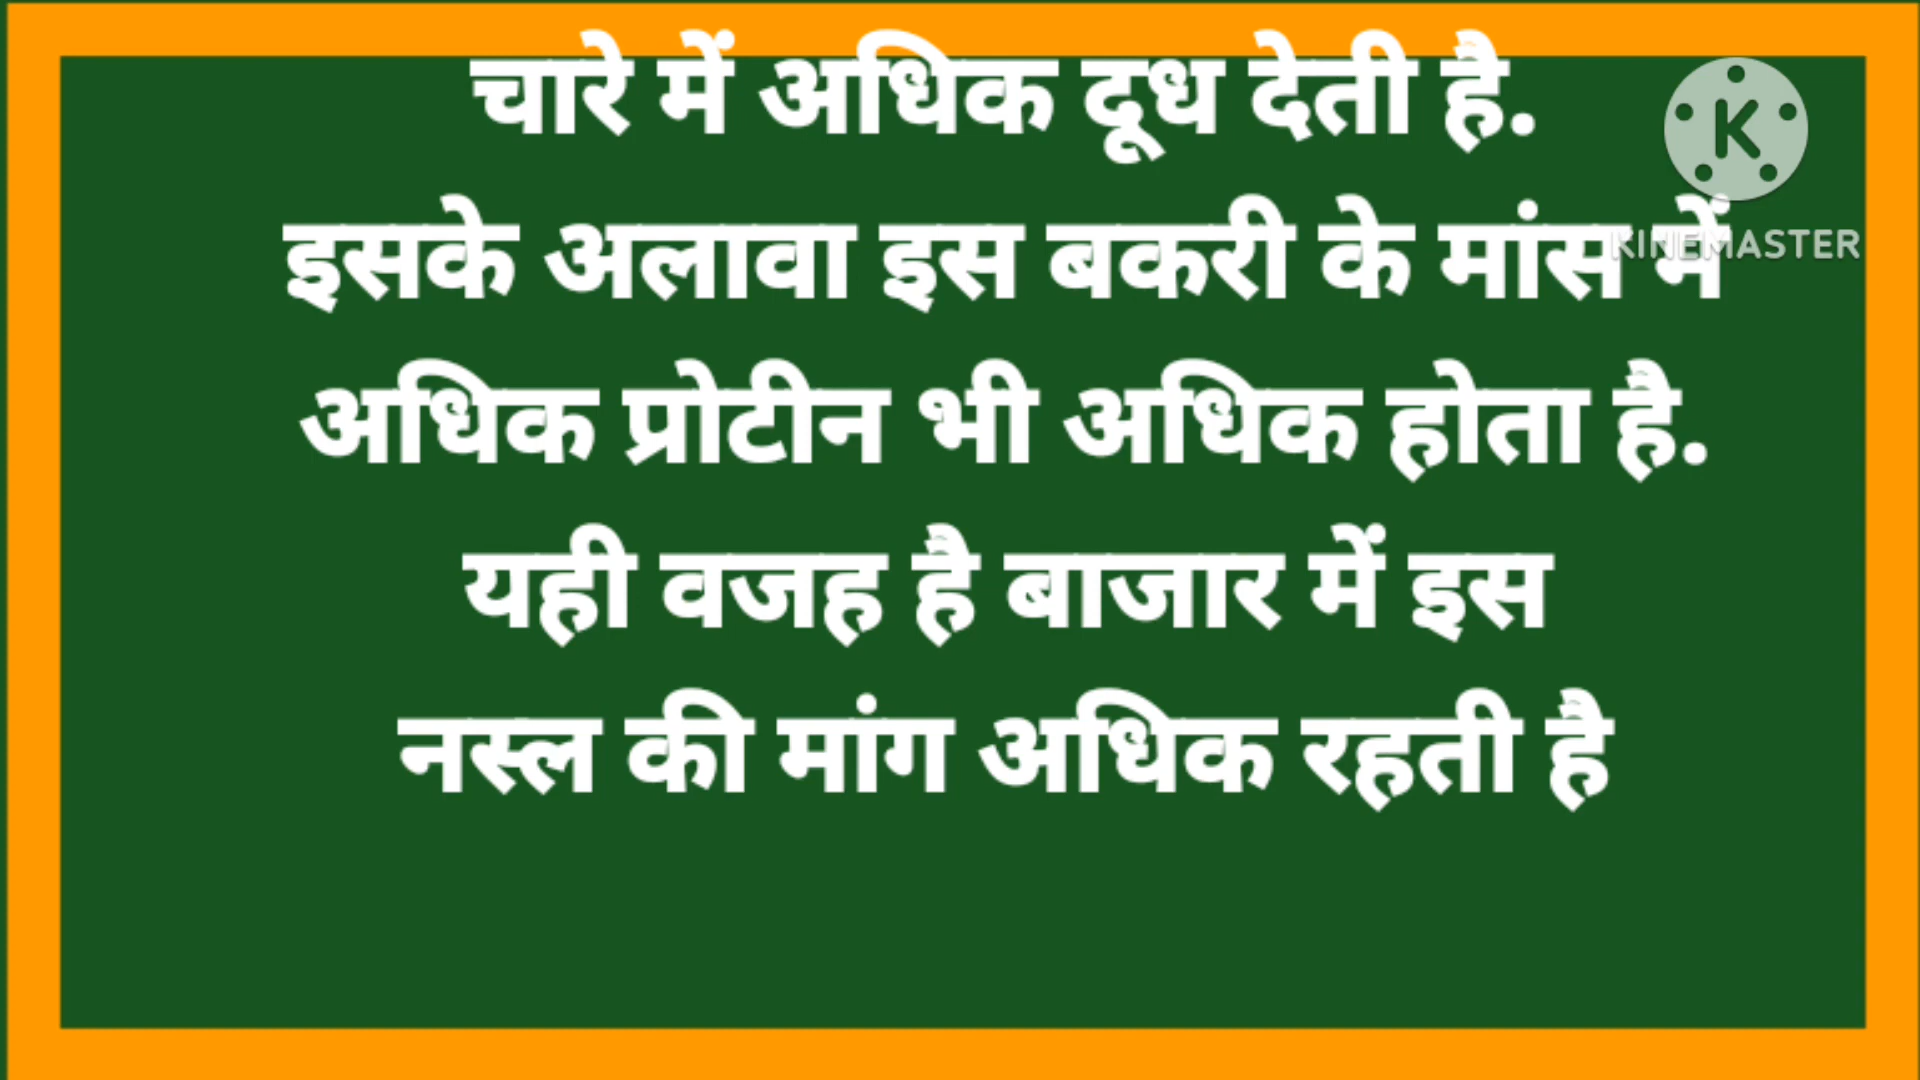 चारे में अधिक दूध देती है.
इसके अलावा इस बकरी के मांस में
अधिक प्रोटीन भी अधिक होता है.
यही वजह है बाजार में इस
नस्ल की मांग अधिक रहती है
K
KINEMASTER